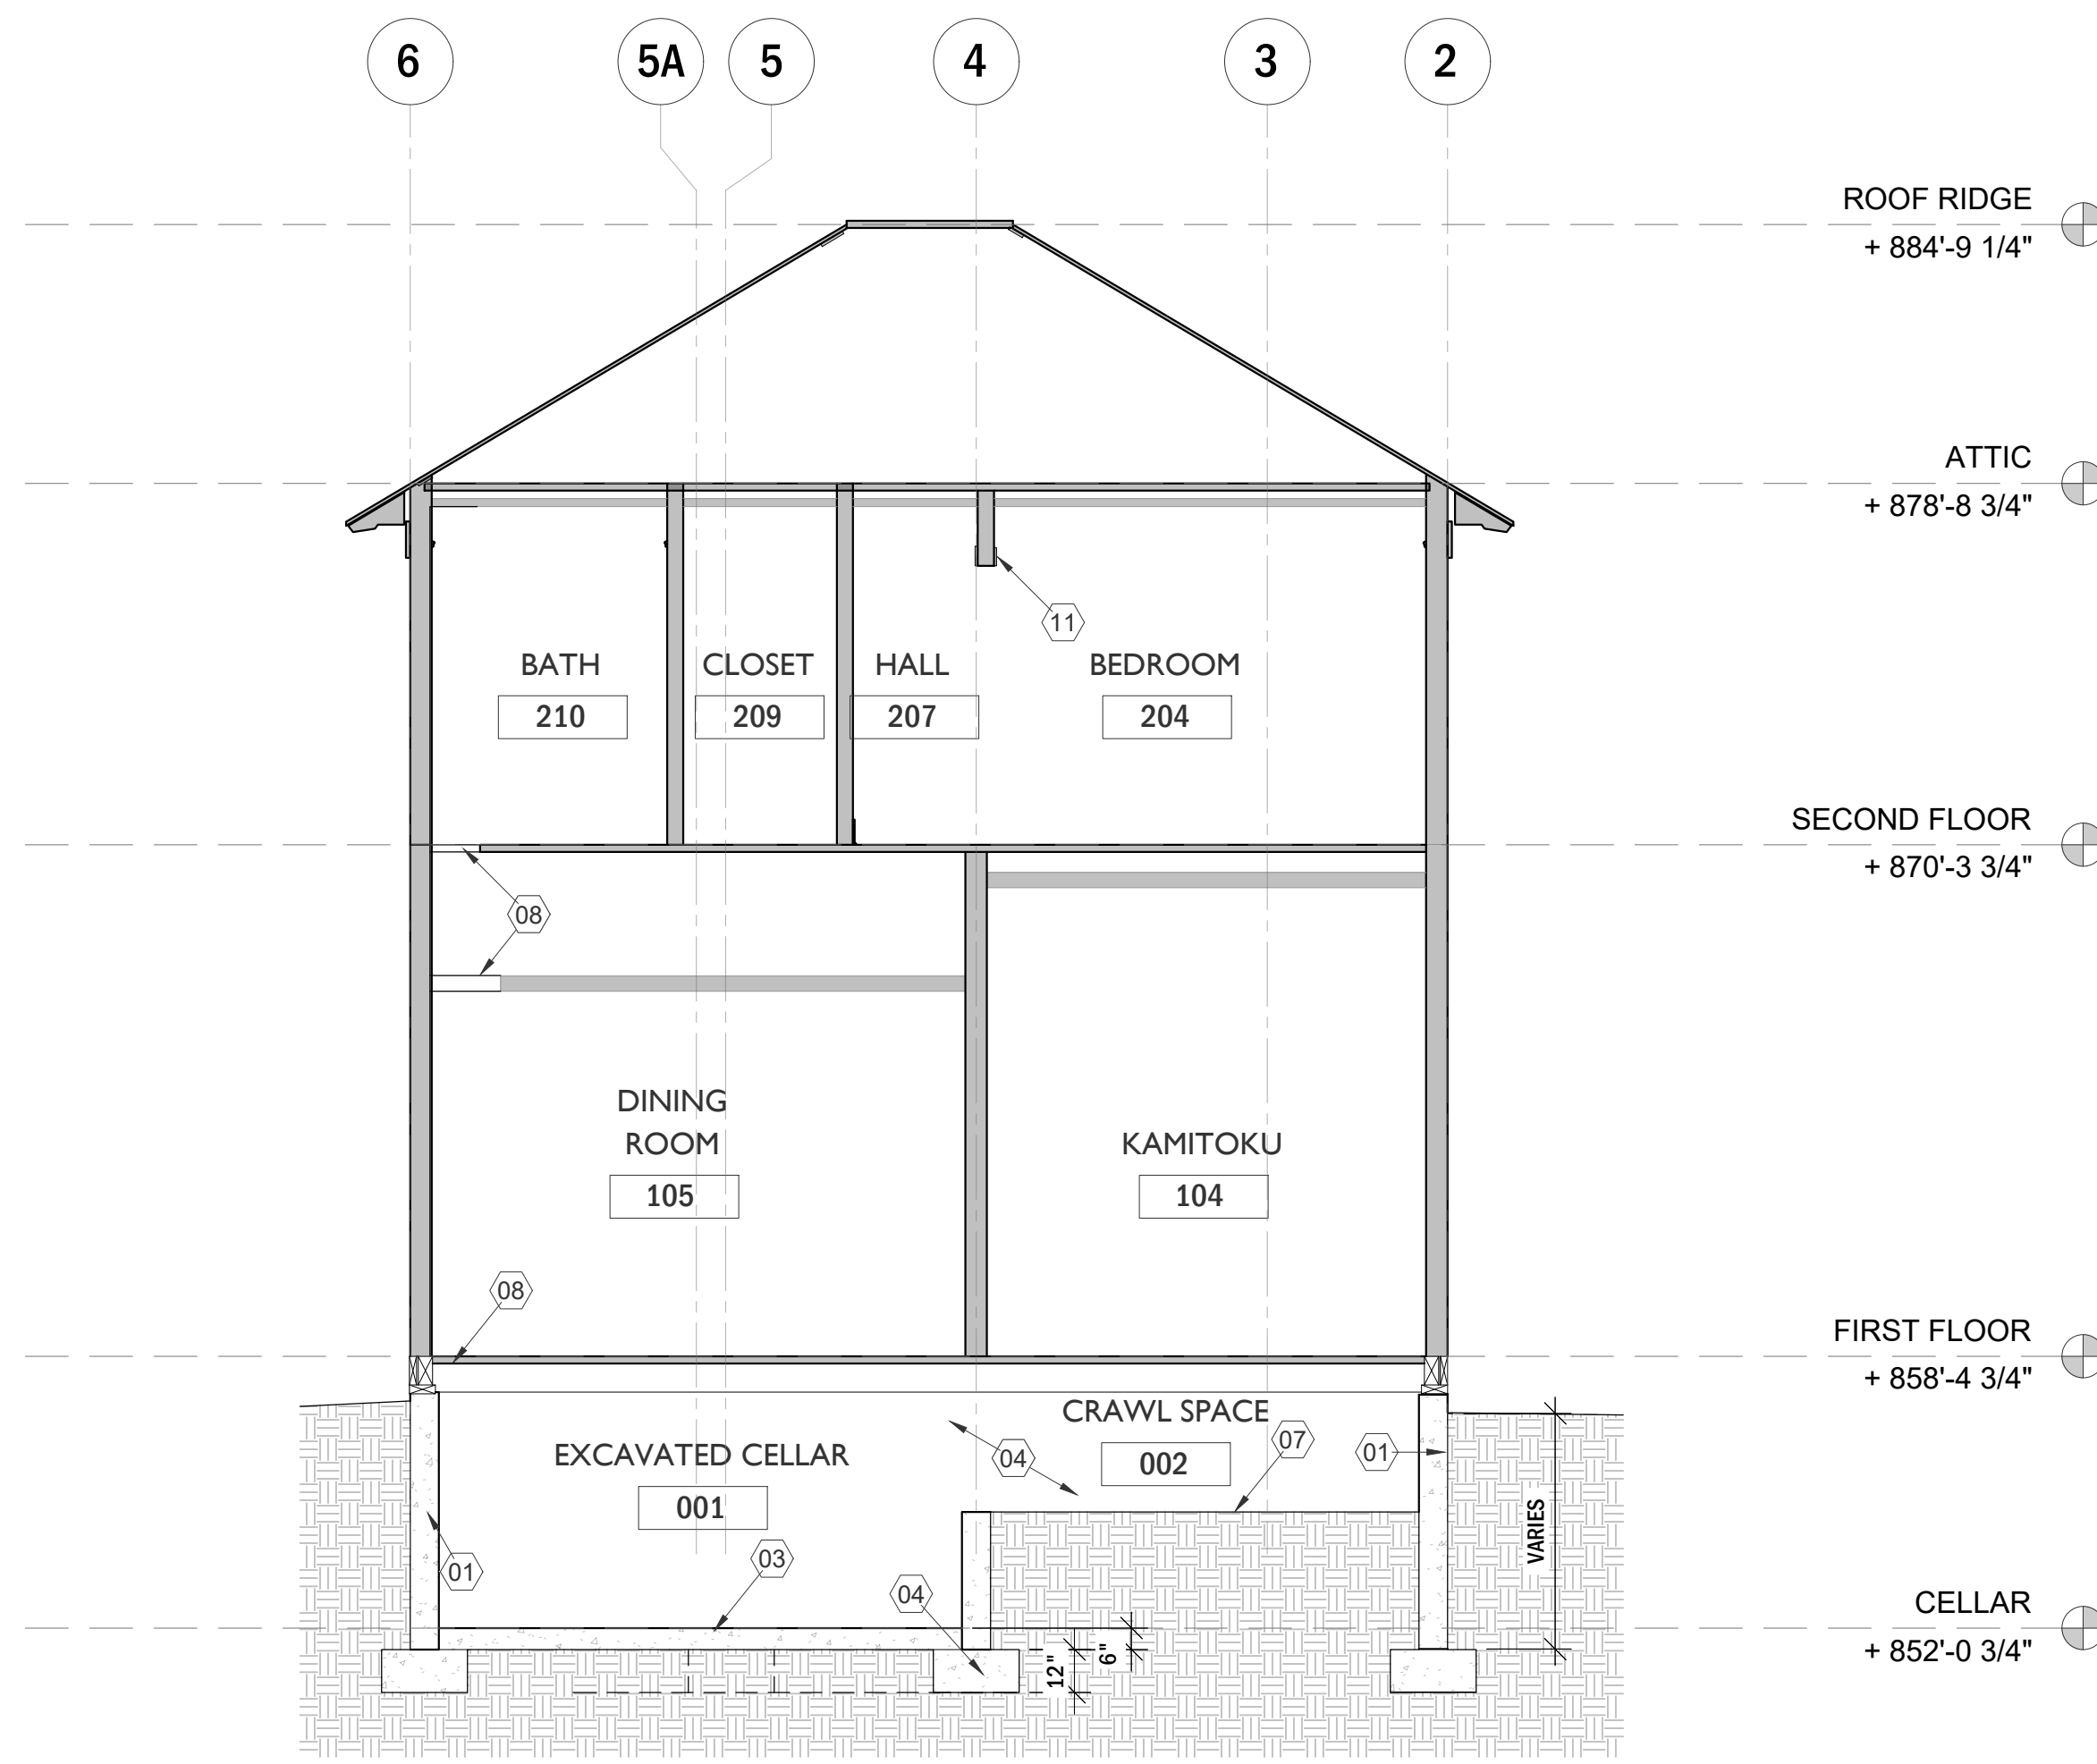 6
5A
5
4
3
2
ROOF RIDGE
+ 884'-9 1/4"
ATTIC
+ 878'-8 3/4"
11
BATH
CLOSET
HALL
BEDROOM
210
209
207
204
SECOND FLOOR
+ 870'-3 3/4"
08
DINING
ROOM
105
KAMITOKU
104
08
FIRST FLOOR
+ 858'-4 3/4"
CRAWL SPACE
002
EXCAVATED CELLAR
001
04
07
01
VARIES
01
03
04
12"
6"
CELLAR
+ 852'-0 3/4"